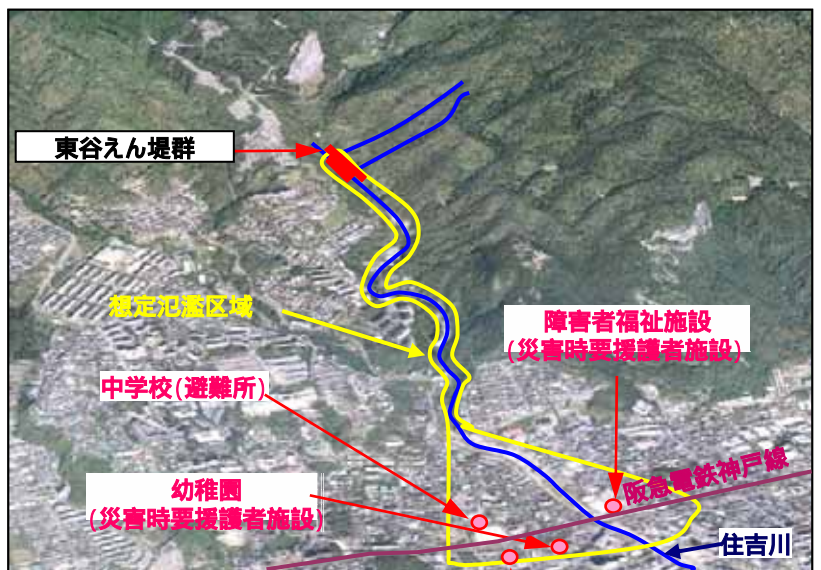 東谷えん堤群
想定氾濫区域
障害者福祉施設
(災害時要援護者施設)
中学校(避難所)
阪急電鉄神戸線
幼稚園
(災害時要援護者施設)
住吉川